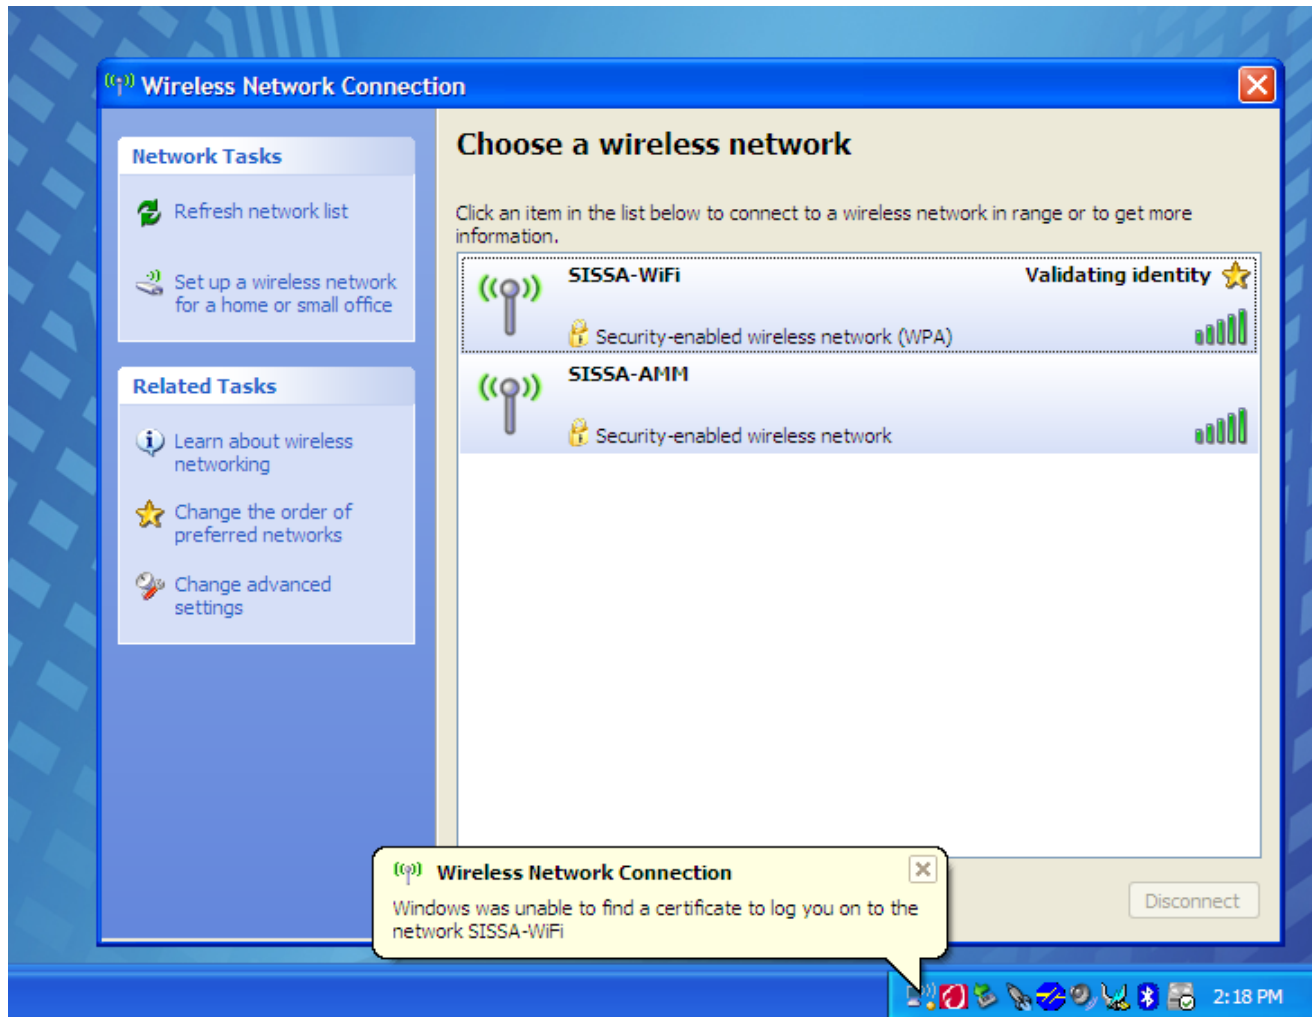 Wireless Network Connection
Network Tasks
Refresh network list
Set up a wireless network
for a home or small office
Related Tasks
Learn about wireless
networking
Change the order of
preferred networks
Change advanced
settings
Choose a wireless network
Click an item in the list below to connect to a wireless network in range or to get more
information.
SISSA-WiFi Validating identity
Security-enabled wireless network (WPA)
SISSA-AMM
Security-enabled wireless network
Wireless Network Connection
Windows was unable to find a certificate to log you on to the
network SISSA-WiFi
Disconnect
2:18 PM